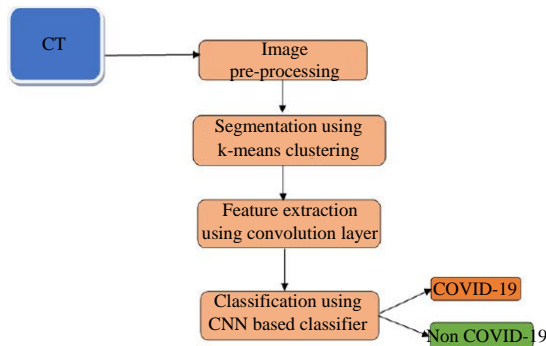 CT
Image
pre-processing
Segmentation using
k-means clustering
Feature extraction
using convolution layer
Classification using
CNN based classifier
COVID-19
Non COVID-19